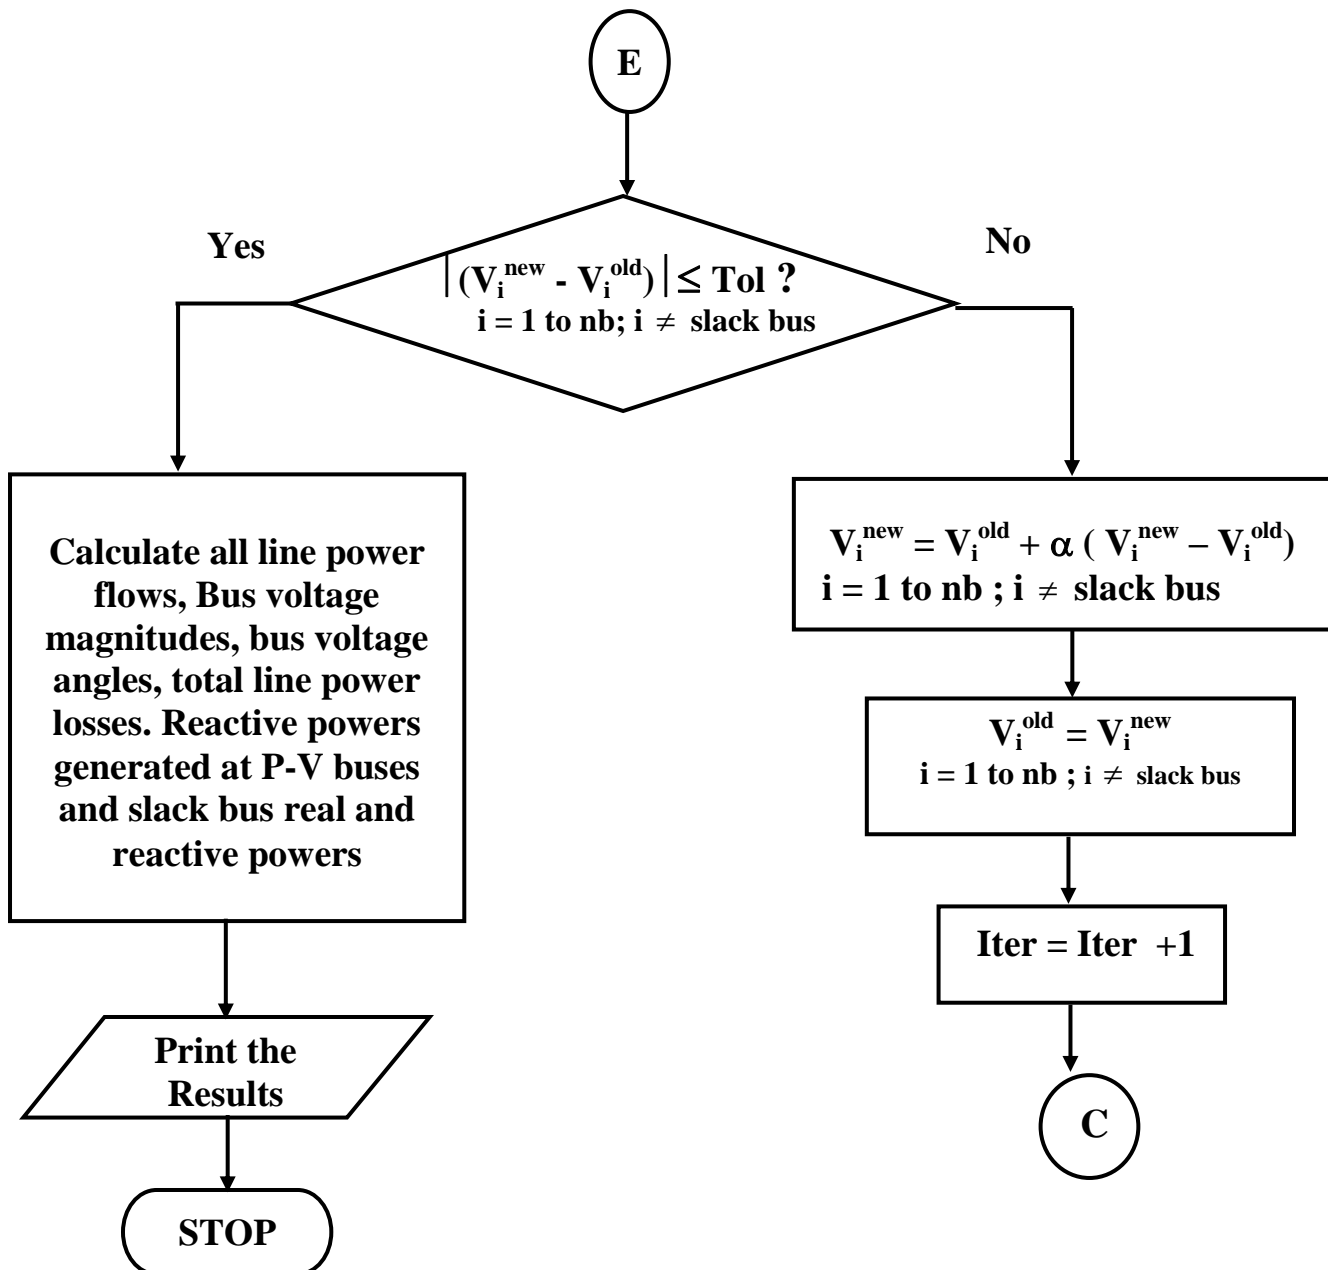 E
Yes
No
|(V_i^new - V_i^old)| ≤ Tol ?
i = 1 to nb; i ≠ slack bus
Calculate all line power
flows, Bus voltage
magnitudes, bus voltage
angles, total line power
losses. Reactive powers
generated at P-V buses
and slack bus real and
reactive powers
Print the
Results
STOP
V_i^new = V_i^old + α ( V_i^new – V_i^old)
i = 1 to nb ; i ≠ slack bus
V_i^old = V_i^new
i = 1 to nb ; i ≠ slack bus
Iter = Iter +1
C